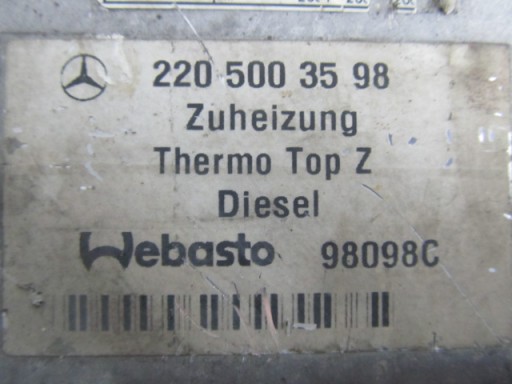 220 500 35 98
Zuheizung
Thermo Top Z
Diesel
Webasto 98098C